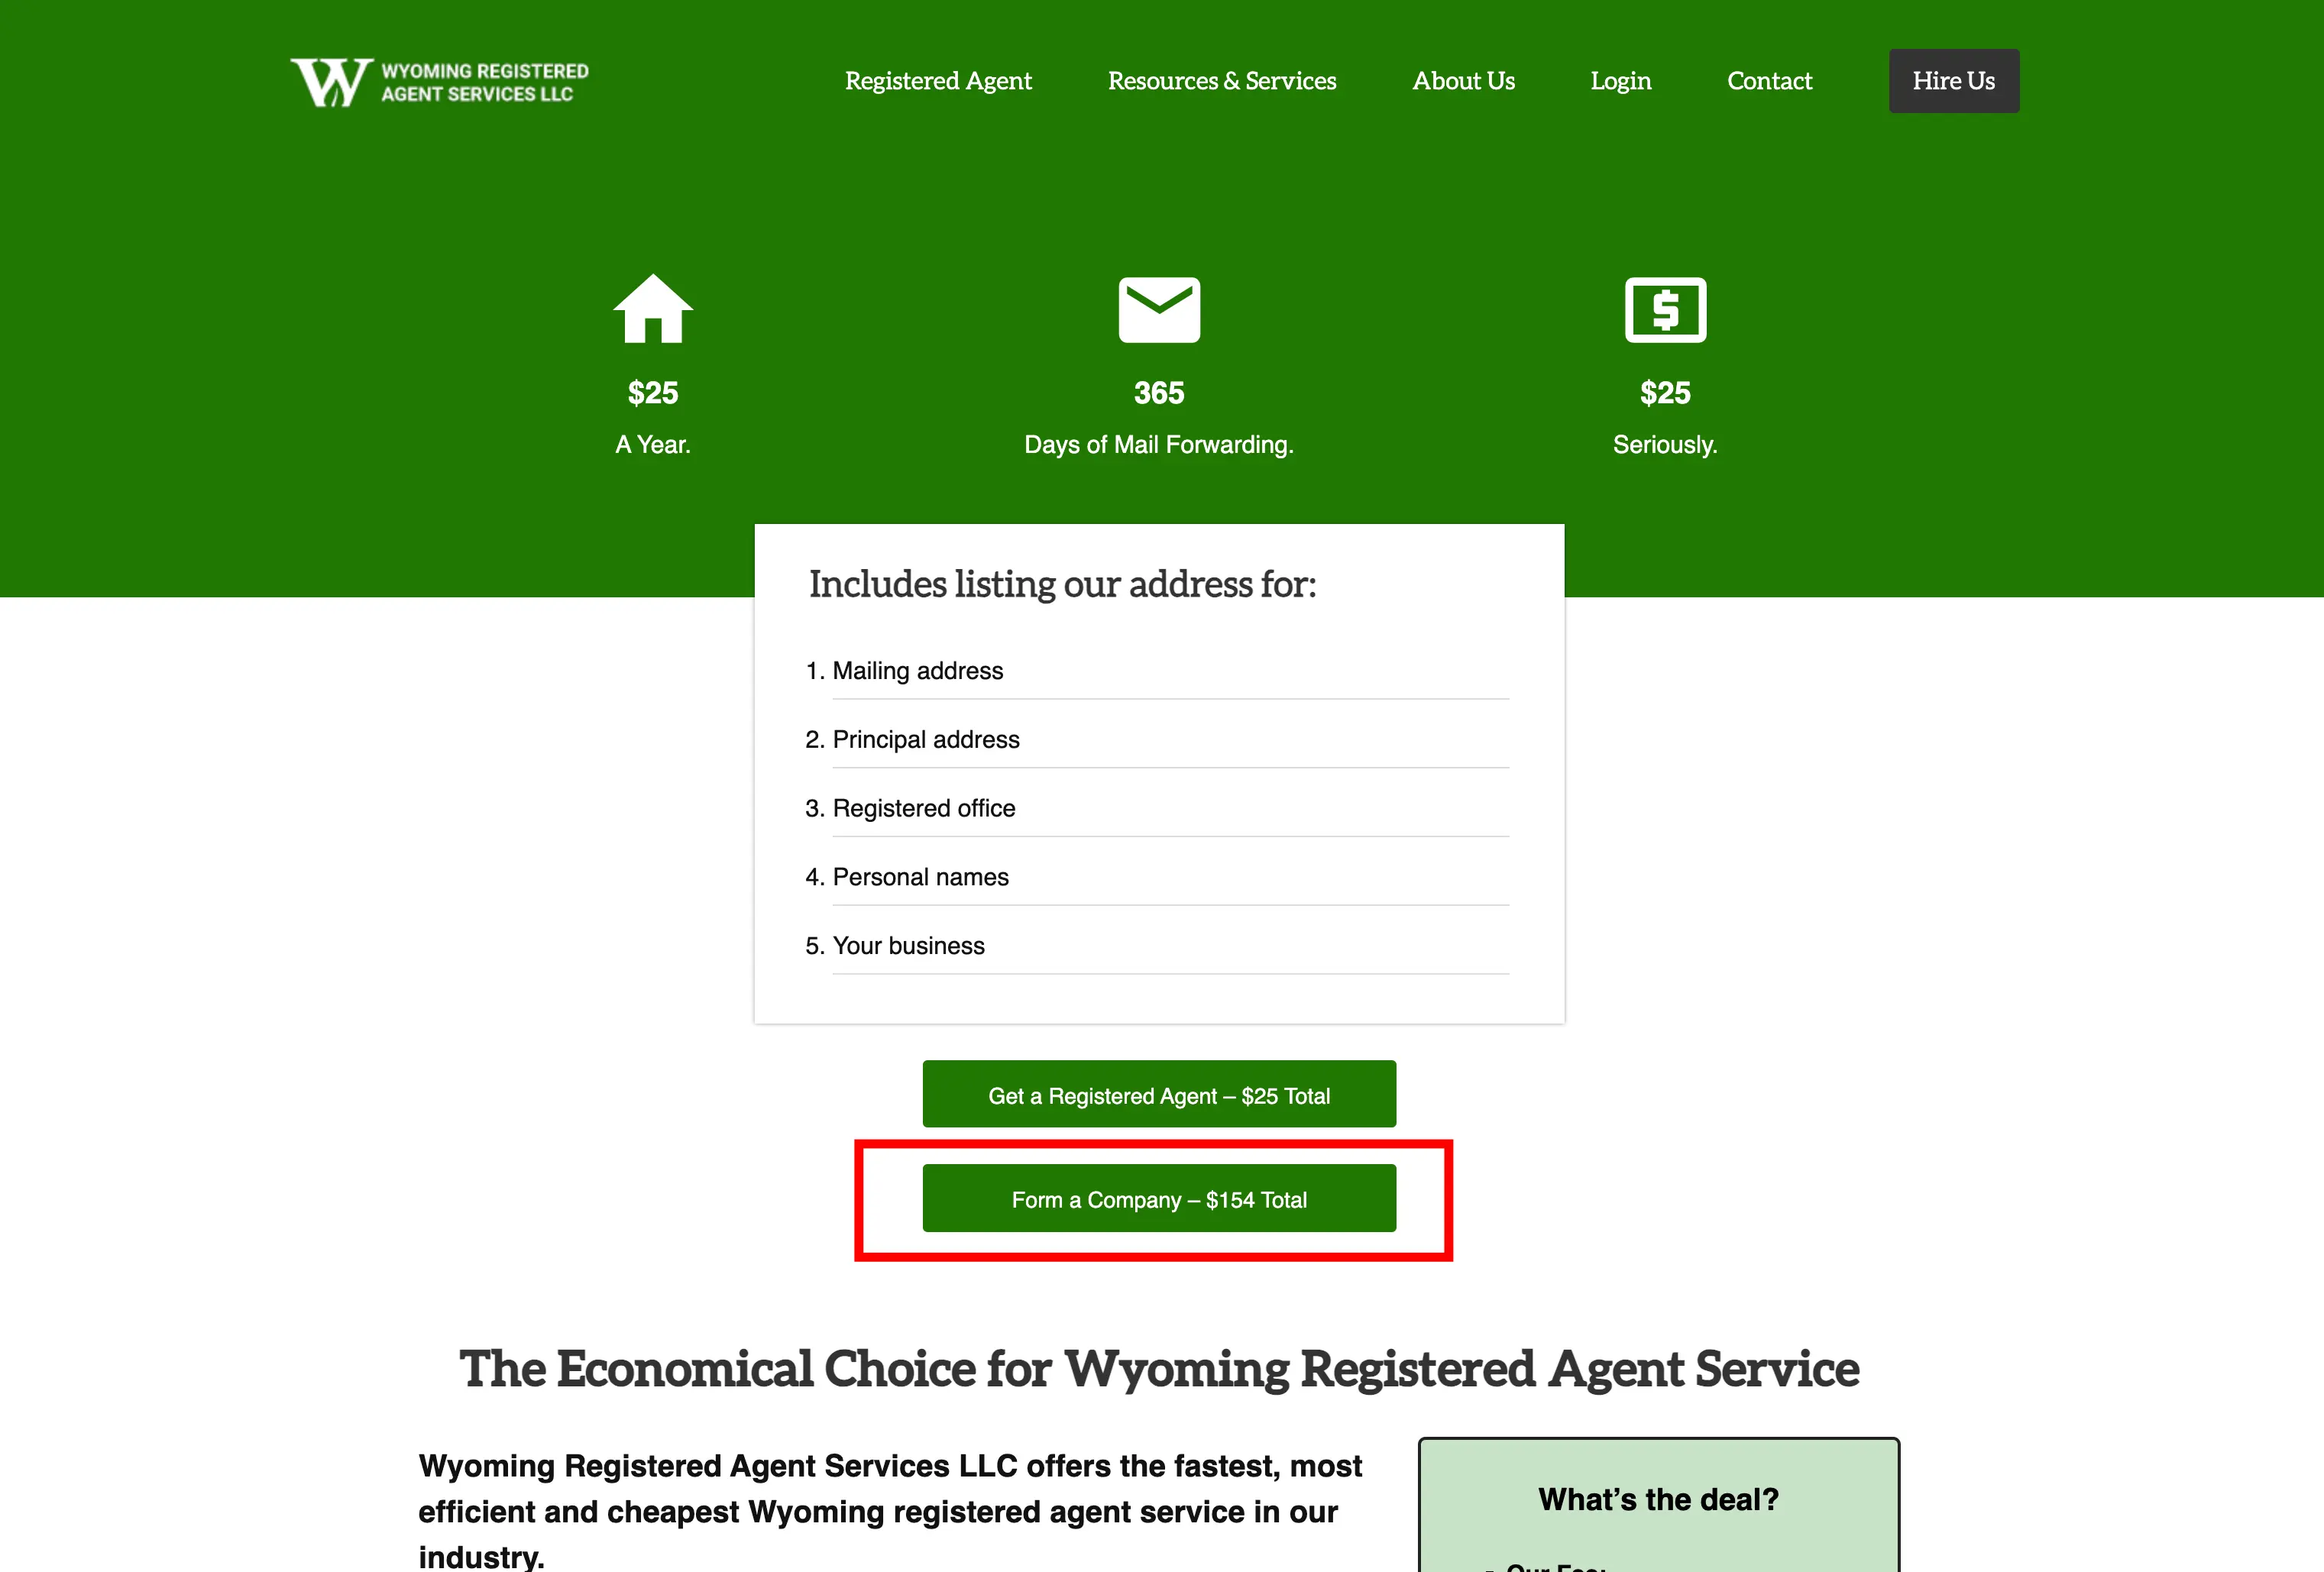 WYOMING REGISTERED
AGENT SERVICES LLC
Registered Agent
Resources & Services
About Us
Login
Contact
Hire Us
$25
A Year.
365
Days of Mail Forwarding.
$25
Seriously.
Includes listing our address for:
1. Mailing address
2. Principal address
3. Registered office
4. Personal names
5. Your business
Get a Registered Agent – $25 Total
Form a Company – $154 Total
The Economical Choice for Wyoming Registered Agent Service
Wyoming Registered Agent Services LLC offers the fastest, most
efficient and cheapest Wyoming registered agent service in our
industry.
What's the deal?